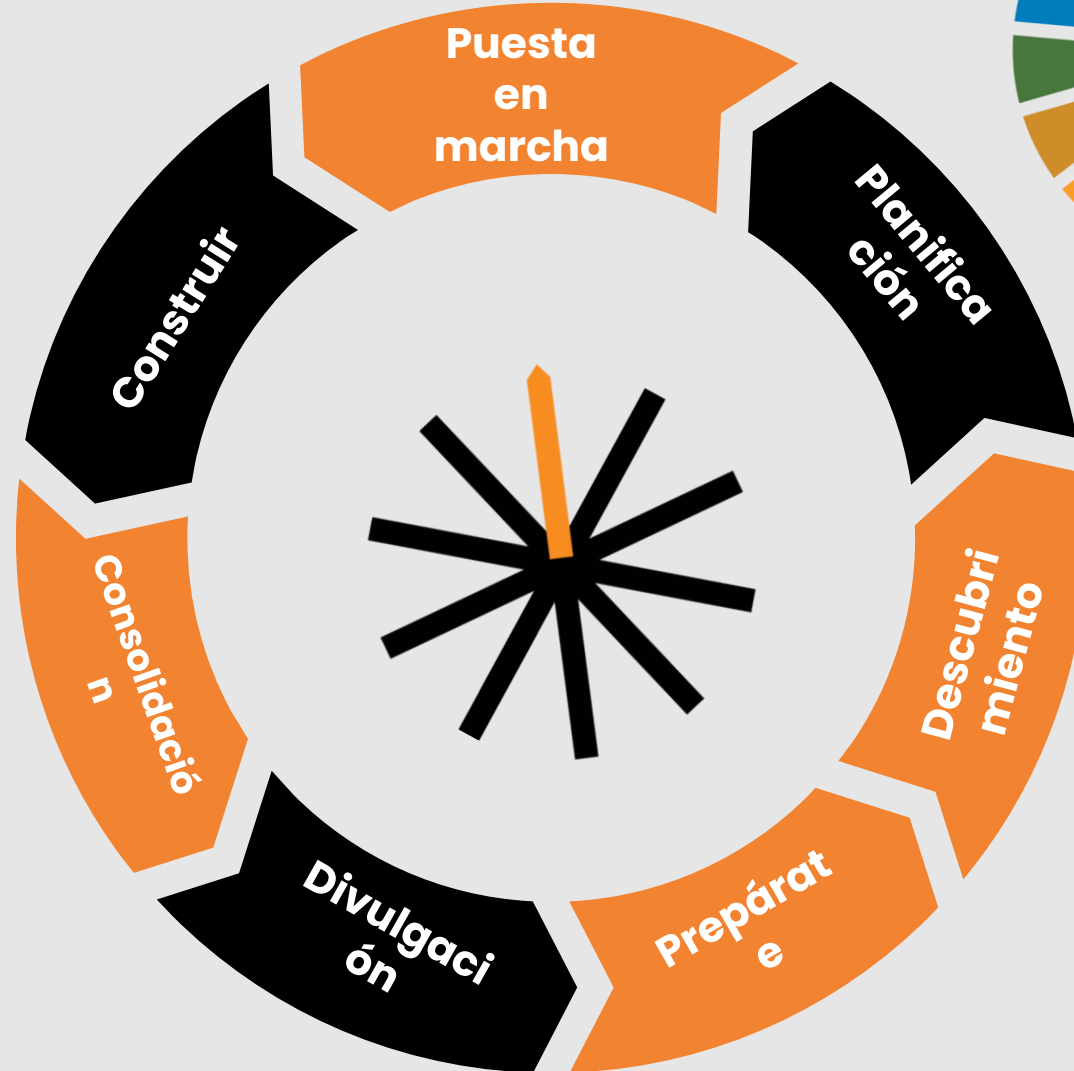 Puesta
en
marcha
Planifica
ción
Descubri
miento
Prepárat
e
Divulgaci
ón
Consolidació
n
Construir